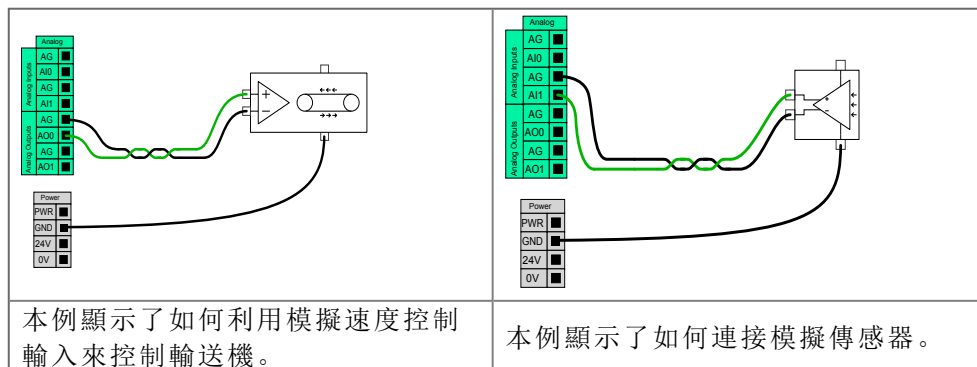 Analog
Analog Inputs
AG
AI0
AG
AI1
Analog Outputs
AG
AO0
AG
AO1
Power
PWR
GND
24V
0V
本例顯示了如何利用模擬速度控制
輸入來控制輸送機。
Analog
Analog Inputs
AG
AI0
AG
AI1
Analog Outputs
AG
AO0
AG
AO1
Power
PWR
GND
24V
0V
本例顯示了如何連接模擬傳感器。